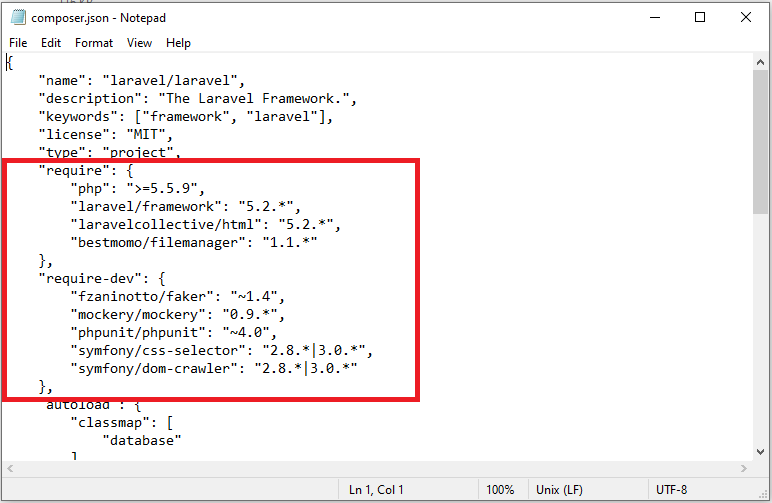 composer.json - Notepad
File Edit Format View Help
{
    "name": "laravel/laravel",
    "description": "The Laravel Framework.",
    "keywords": ["framework", "laravel"],
    "license": "MIT",
    "type": "project",
    "require": {
        "php": ">=5.5.9",
        "laravel/framework": "5.2.*",
        "laravelcollective/html": "5.2.*",
        "bestmomo/filemanager": "1.1.*"
    },
    "require-dev": {
        "fzaninotto/faker": "~1.4",
        "mockery/mockery": "0.9.*",
        "phpunit/phpunit": "~4.0",
        "symfony/css-selector": "2.8.*|3.0.*",
        "symfony/dom-crawler": "2.8.*|3.0.*"
    },
    "autoload": {
        "classmap": [
            "database"
        ]
Ln 1, Col 1 100% Unix (LF) UTF-8